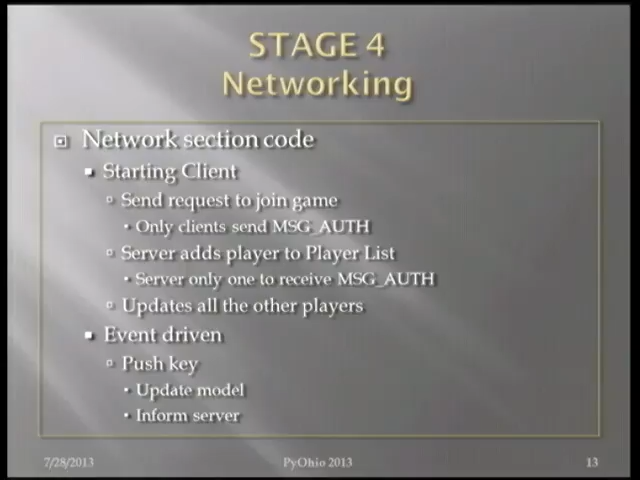 STAGE 4
Networking
Network section code
Starting Client
Send request to join game
Only clients send MSG_AUTH
Server adds player to Player List
Server only one to receive MSG_AUTH
Updates all the other players
Event driven
Push key
Update model
Inform server
7/28/2013
PyOhio 2013
13